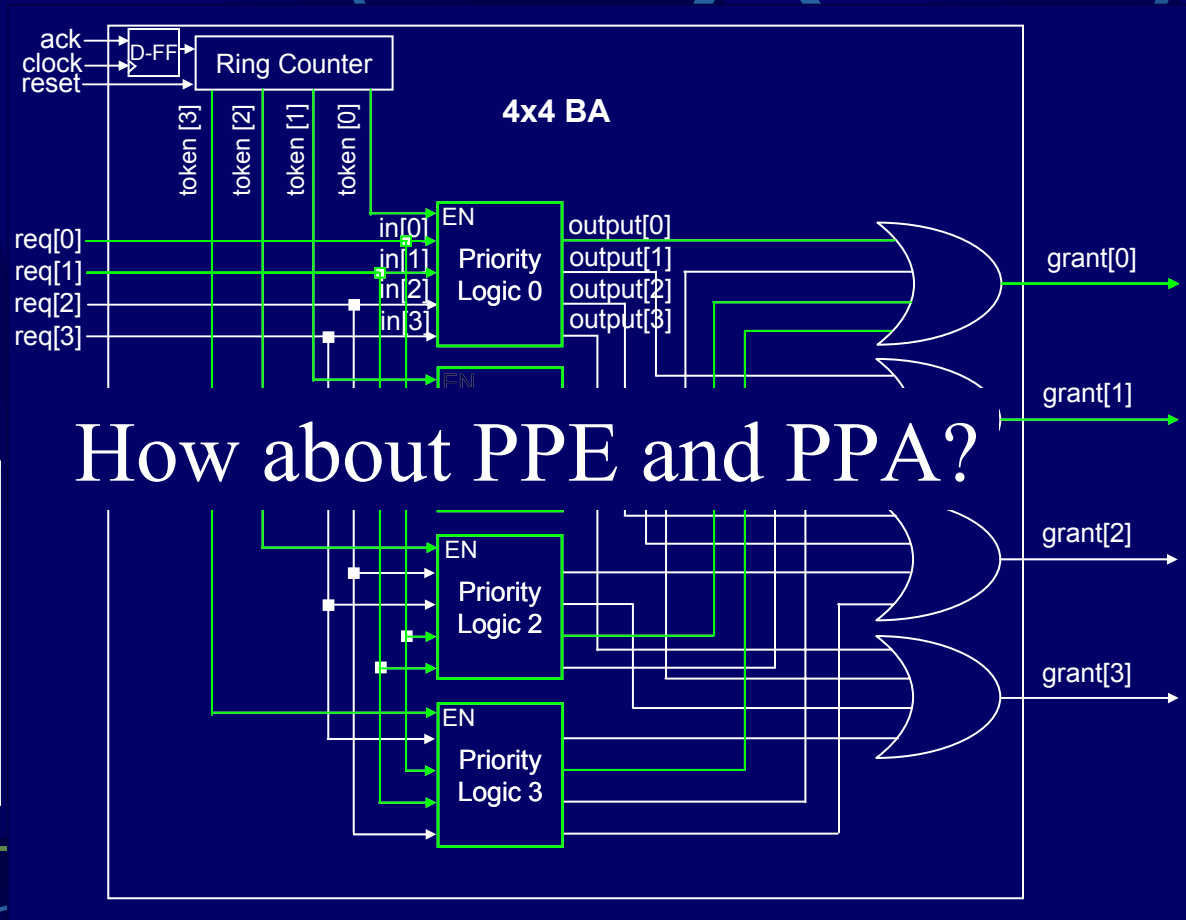 ack
clock
reset
D-FF
Ring Counter
4x4 BA
token [3]
token [2]
token [1]
token [0]
req[0]
req[1]
req[2]
req[3]
in[0]
in[1]
in[2]
in[3]
EN
Priority
Logic 0
output[0]
output[1]
output[2]
output[3]
grant[0]
EN
grant[1]
How about PPE and PPA?
EN
Priority
Logic 2
grant[2]
EN
Priority
Logic 3
grant[3]